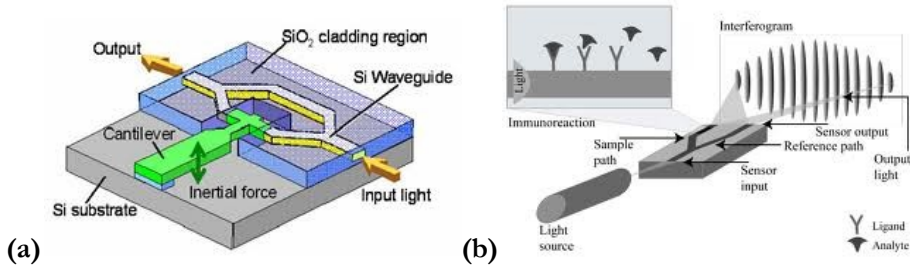 Output
SiO2 cladding region
Si Waveguide
Cantilever
Inertial force
Input light
Si substrate
(a)
Interferogram
Light
Immunoreaction
Sample
path
Sensor output
Reference path
Sensor
input
Output
light
Light
source
Ligand
Analyte
(b)